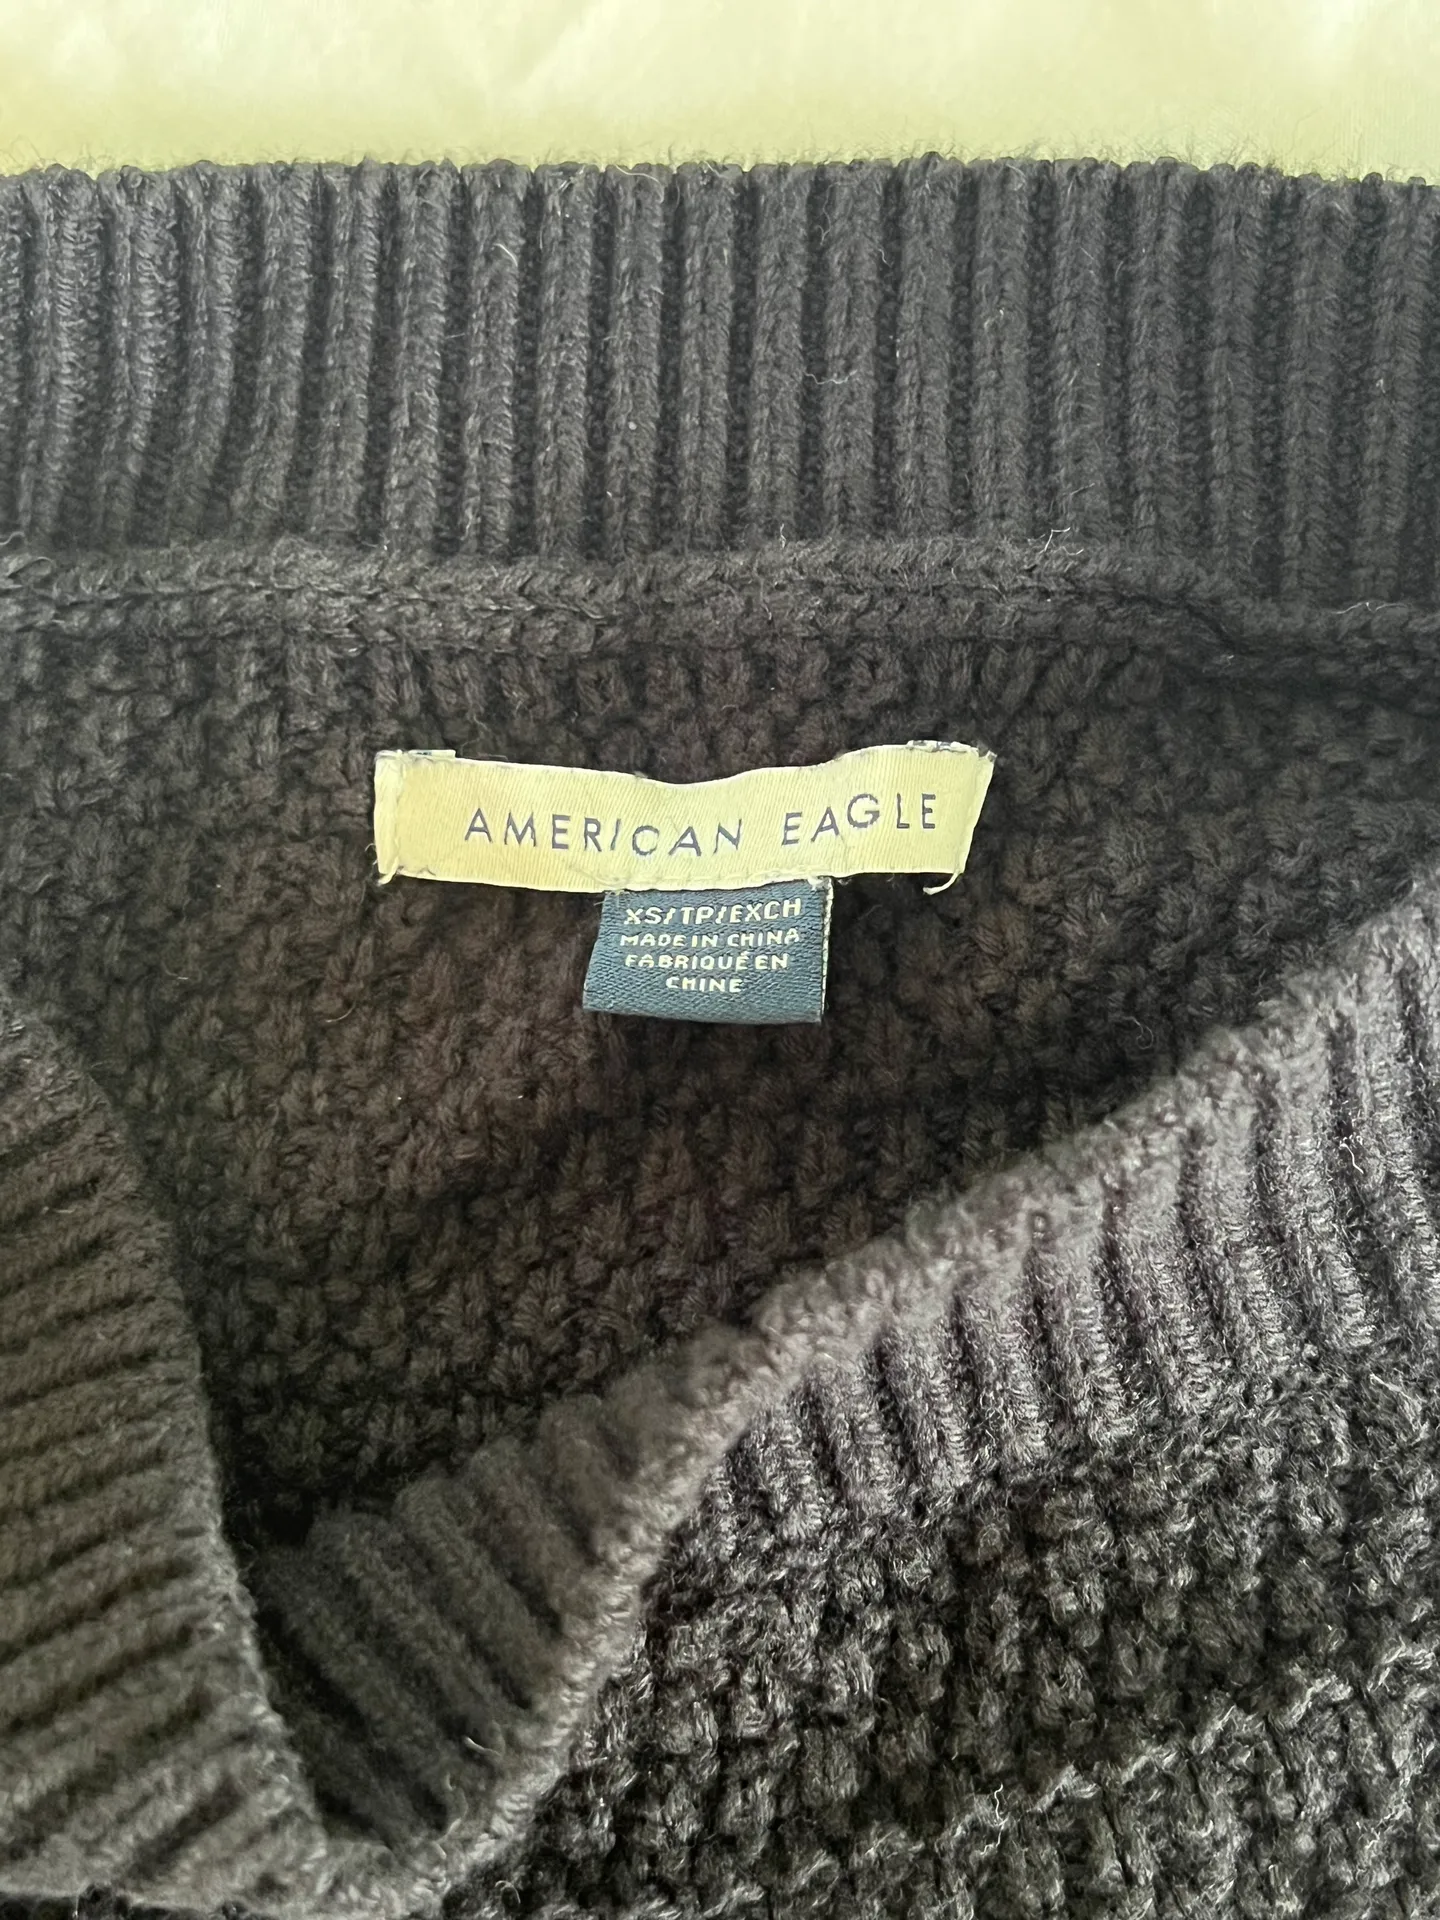 AMERICAN EAGLE
XS/TP/EXCH
MADE IN CHINA
FABRIQUÉ EN
CHINE